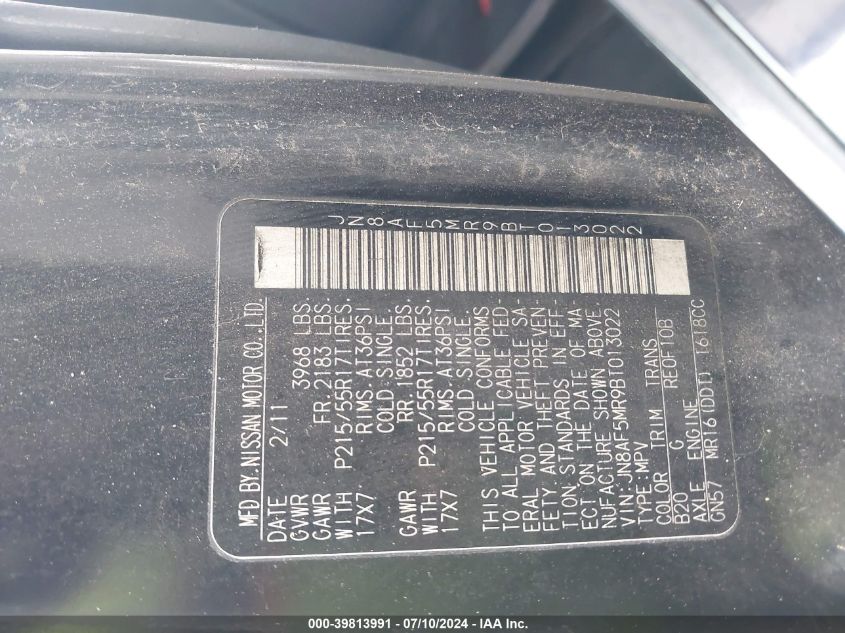 JN8AF5MR9BT013022
MFD BY.NISSAN MOTOR CO.,LTD.
DATE 2/11
GVWR 3968 LBS.
GAWR FR.2183 LBS.
WITH P215/55R17TIRES.
17X7 RIMS.AT36PSI
COLD SINGLE.
GAWR RR.1852 LBS.
WITH P215/55R17TIRES.
17X7 RIMS.AT36PSI
COLD SINGLE.
THIS VEHICLE CONFORMS
TO ALL APPLICABLE FED-
ERAL MOTOR VEHICLE SA-
FETY AND THEFT PREVEN-
TION STANDARDS IN EFF-
ECT ON THE DATE OF MA-
NUFACTURE SHOWN ABOVE.
VIN:JN8AF5MR9BT013022
TYPE:MPV
COLOR TRIM TRANS
B20 G RE0F10B
AXLE ENGINE
GN57 MR16(DDT) 1618CC
000-39813991 - 07/10/2024 - IAA Inc.